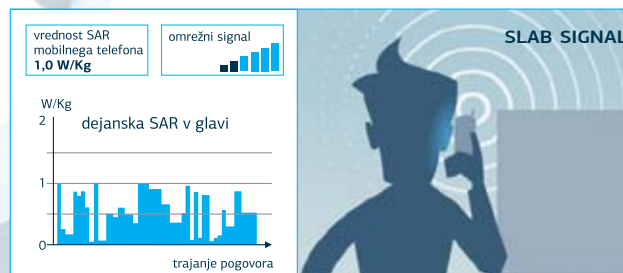 vrednost SAR
mobilnega telefona
1,0 W/Kg
omrežni signal
SLAB SIGNAL
W/Kg
2
dejanska SAR v glavi
1
0
trajanje pogovora